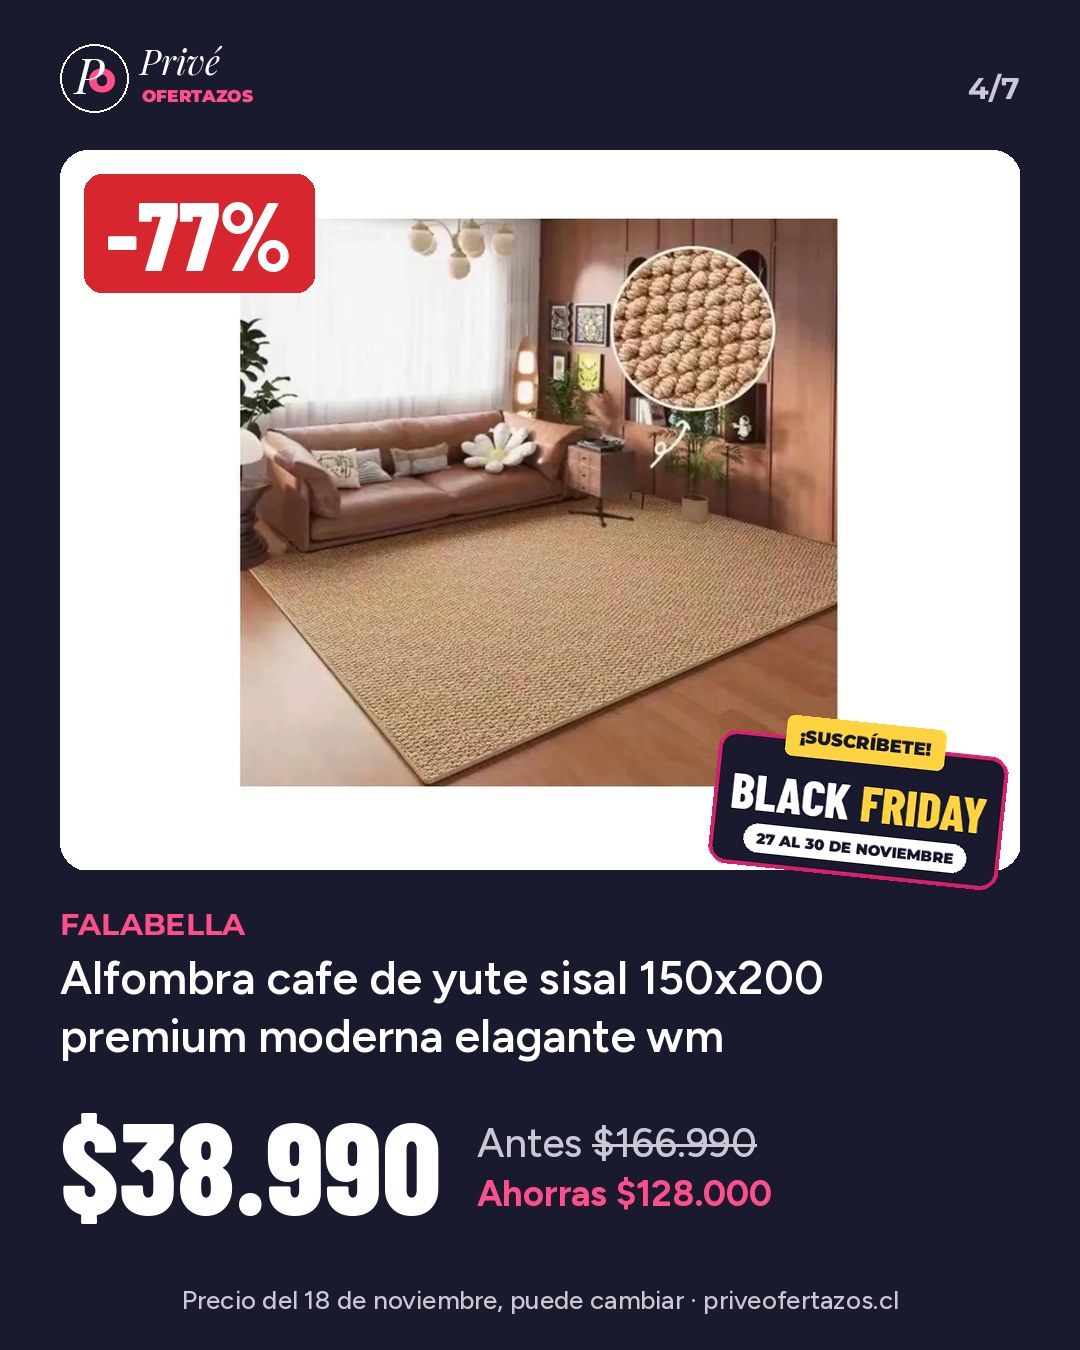 Po Privé
OFERTAZOS
4/7
-77%
¡SUSCRÍBETE!
BLACK FRIDAY
27 AL 30 DE NOVIEMBRE
FALABELLA
Alfombra cafe de yute sisal 150x200
premium moderna elagante wm
$38.990
Antes $166.990
Ahorras $128.000
Precio del 18 de noviembre, puede cambiar · priveofertazos.cl